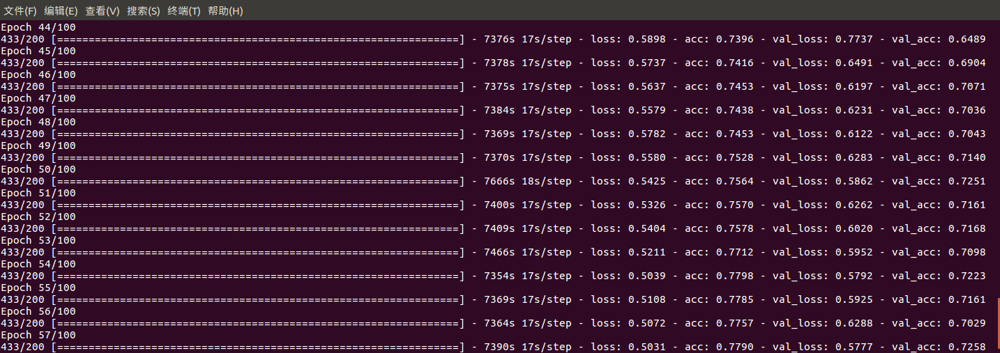 文件(F) 编辑(E) 查看(V) 搜索(S) 终端(T) 帮助(H)
Epoch 44/100
433/200 [================================================================] - 7376s 17s/step - loss: 0.5898 - acc: 0.7396 - val_loss: 0.7737 - val_acc: 0.6489
Epoch 45/100
433/200 [================================================================] - 7378s 17s/step - loss: 0.5737 - acc: 0.7416 - val_loss: 0.6491 - val_acc: 0.6904
Epoch 46/100
433/200 [================================================================] - 7375s 17s/step - loss: 0.5637 - acc: 0.7453 - val_loss: 0.6197 - val_acc: 0.7071
Epoch 47/100
433/200 [================================================================] - 7384s 17s/step - loss: 0.5579 - acc: 0.7438 - val_loss: 0.6231 - val_acc: 0.7036
Epoch 48/100
433/200 [================================================================] - 7369s 17s/step - loss: 0.5782 - acc: 0.7453 - val_loss: 0.6122 - val_acc: 0.7043
Epoch 49/100
433/200 [================================================================] - 7370s 17s/step - loss: 0.5580 - acc: 0.7528 - val_loss: 0.6283 - val_acc: 0.7140
Epoch 50/100
433/200 [================================================================] - 7666s 18s/step - loss: 0.5425 - acc: 0.7564 - val_loss: 0.5862 - val_acc: 0.7251
Epoch 51/100
433/200 [================================================================] - 7400s 17s/step - loss: 0.5326 - acc: 0.7570 - val_loss: 0.6262 - val_acc: 0.7161
Epoch 52/100
433/200 [================================================================] - 7409s 17s/step - loss: 0.5404 - acc: 0.7578 - val_loss: 0.6020 - val_acc: 0.7168
Epoch 53/100
433/200 [================================================================] - 7466s 17s/step - loss: 0.5211 - acc: 0.7712 - val_loss: 0.5952 - val_acc: 0.7098
Epoch 54/100
433/200 [================================================================] - 7354s 17s/step - loss: 0.5039 - acc: 0.7798 - val_loss: 0.5792 - val_acc: 0.7223
Epoch 55/100
433/200 [================================================================] - 7369s 17s/step - loss: 0.5108 - acc: 0.7785 - val_loss: 0.5925 - val_acc: 0.7161
Epoch 56/100
433/200 [================================================================] - 7364s 17s/step - loss: 0.5072 - acc: 0.7757 - val_loss: 0.6288 - val_acc: 0.7029
Epoch 57/100
433/200 [================================================================] - 7390s 17s/step - loss: 0.5031 - acc: 0.7790 - val_loss: 0.5777 - val_acc: 0.7258